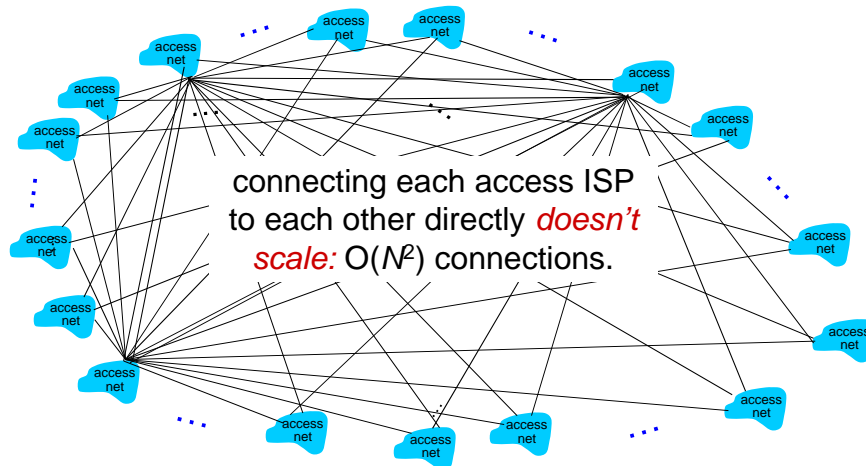 access
net
access
net
access
net
access
net
access
net
access
net
access
net
connecting each access ISP
to each other directly doesn't
scale: O(N²) connections.
access
net
access
net
access
net
access
net
access
net
access
net
access
net
access
net
access
net